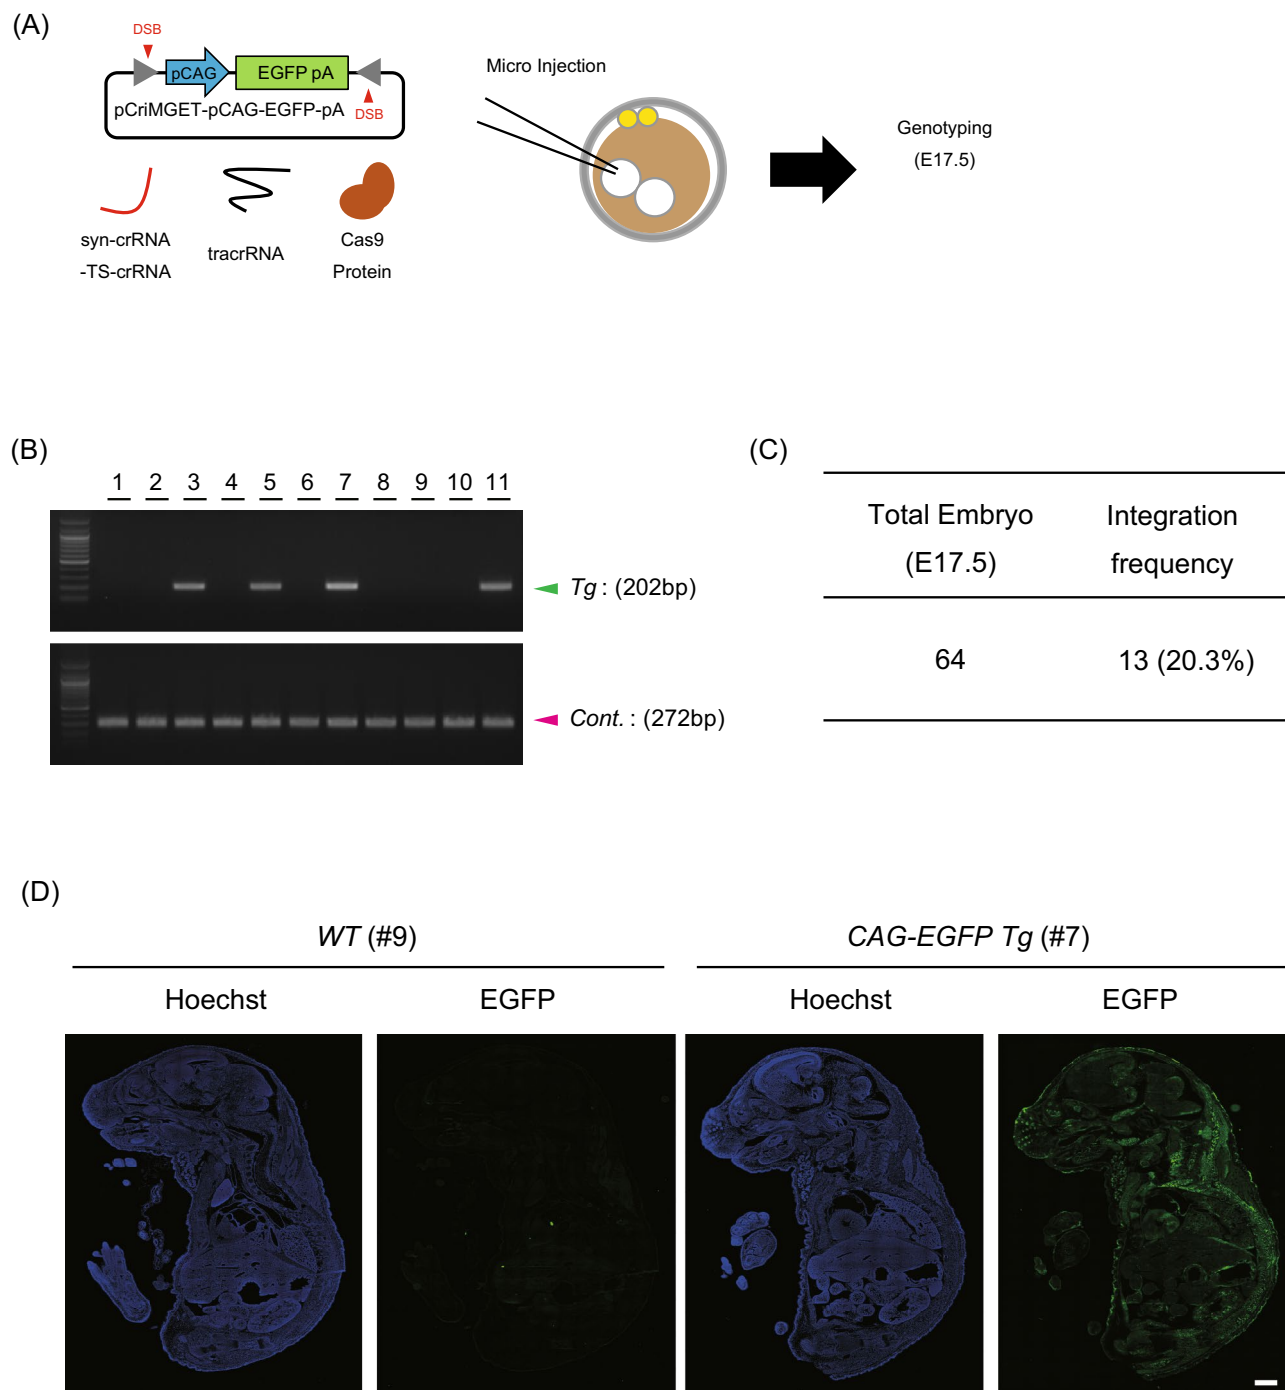 (A)
DSB
pCAG
EGFP pA
pCriMGET-pCAG-EGFP-pA
DSB
syn-crRNA
-TS-crRNA
tracrRNA
Cas9
Protein
Micro Injection
Genotyping
(E17.5)
(B)
1 2 3 4 5 6 7 8 9 10 11
Tg : (202bp)
Cont. : (272bp)
(C)
Total Embryo
(E17.5)
Integration
frequency
64
13 (20.3%)
(D)
WT (#9)
CAG-EGFP Tg (#7)
Hoechst
EGFP
Hoechst
EGFP